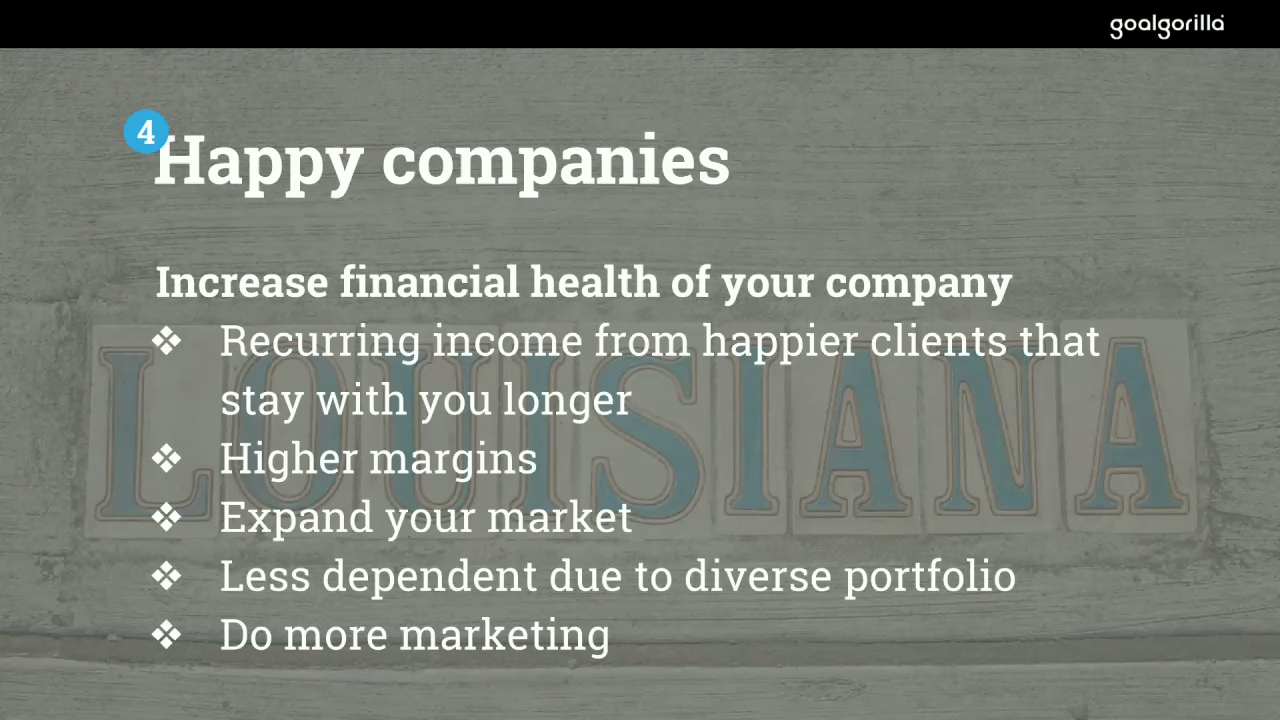 goalgorilla
4
Happy companies
Increase financial health of your company
❖ Recurring income from happier clients that
stay with you longer
❖ Higher margins
❖ Expand your market
❖ Less dependent due to diverse portfolio
❖ Do more marketing
LOUISIANA